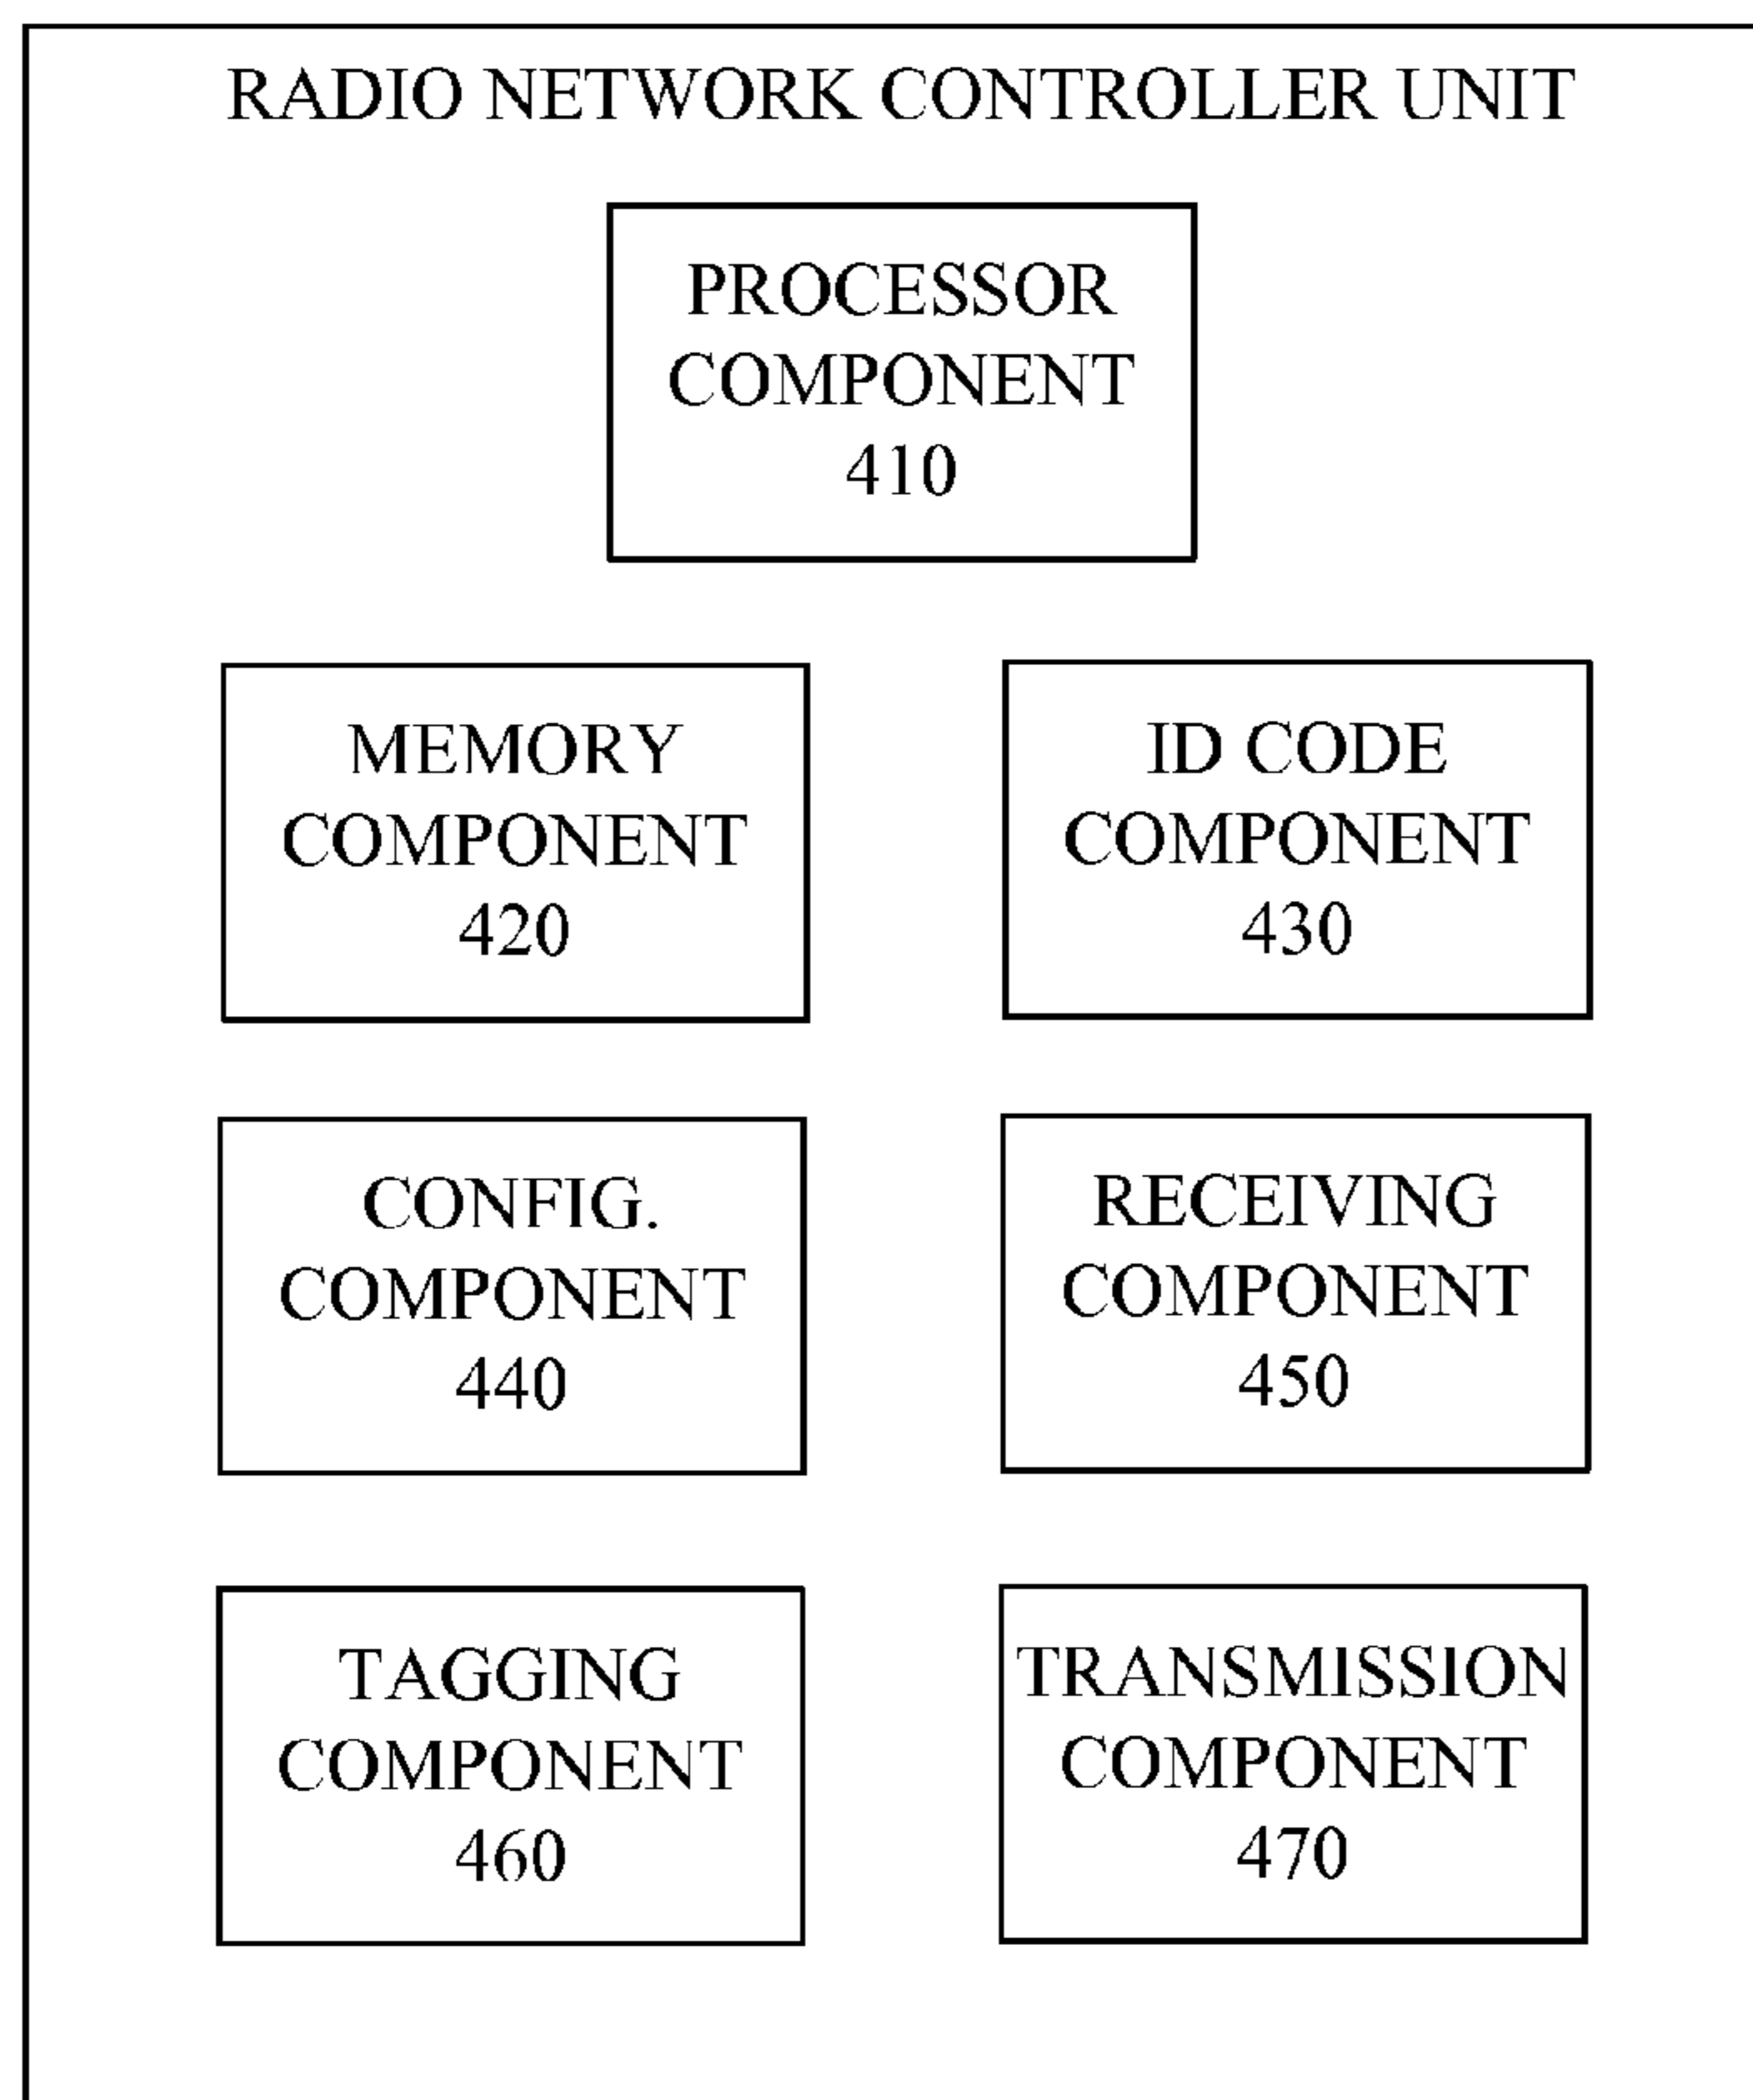 RADIO NETWORK CONTROLLER UNIT
PROCESSOR
COMPONENT
410
MEMORY
COMPONENT
420
ID CODE
COMPONENT
430
CONFIG.
COMPONENT
440
RECEIVING
COMPONENT
450
TAGGING
COMPONENT
460
TRANSMISSION
COMPONENT
470